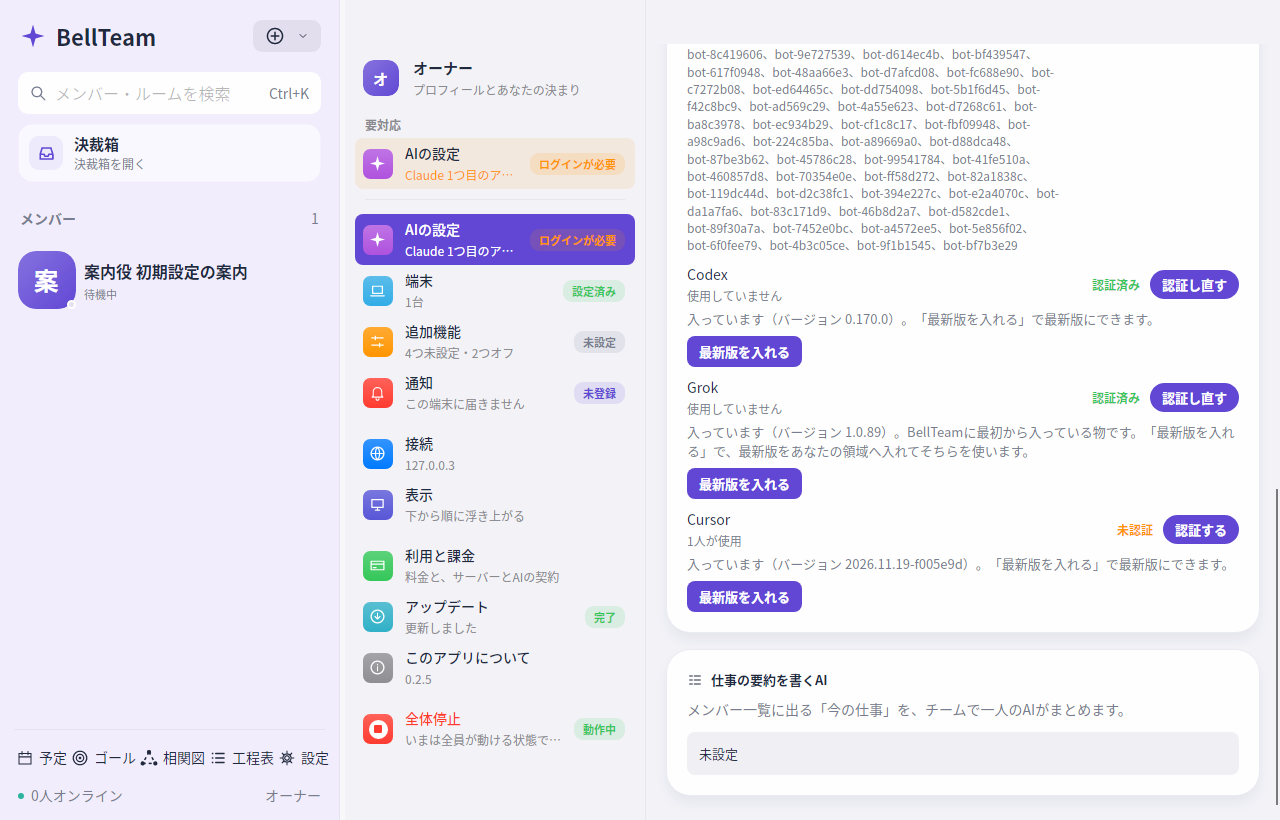 BellTeam
メンバー・ルームを検索
Ctrl+K
決裁箱
決裁箱を開く
メンバー
1
案
案内役 初期設定の案内
待機中
予定
ゴール
相関図
工程表
設定
0人オンライン
オーナー
オ
オーナー
プロフィールとあなたの決まり
要対応
AIの設定
Claude 1つ目のア…
ログインが必要
AIの設定
Claude 1つ目のア…
ログインが必要
端末
1台
設定済み
追加機能
4つ未設定・2つオフ
未設定
通知
この端末に届きません
未登録
接続
127.0.0.3
表示
下から順に浮き上がる
利用と課金
料金と、サーバーとAIの契約
アップデート
更新しました
完了
このアプリについて
0.2.5
全体停止
いまは全員が動ける状態で…
動作中
bot-8c419606、bot-9e727539、bot-d614ec4b、bot-bf439547、
bot-617f0948、bot-48aa66e3、bot-d7afcd08、bot-fc688e90、bot-
c7272b08、bot-ed64465c、bot-dd754098、bot-5b1f6d45、bot-
f42c8bc9、bot-ad569c29、bot-4a55e623、bot-d7268c61、bot-
ba8c3978、bot-ec934b29、bot-cf1c8c17、bot-fbf09948、bot-
a98c9ad6、bot-224c85ba、bot-a89669a0、bot-d88dca48、
bot-87be3b62、bot-45786c28、bot-99541784、bot-41fe510a、
bot-460857d8、bot-70354e0e、bot-ff58d272、bot-82a1838c、
bot-119dc44d、bot-d2c38fc1、bot-394e227c、bot-e2a4070c、bot-
da1a7fa6、bot-83c171d9、bot-46b8d2a7、bot-d582cde1、
bot-89f30a7a、bot-7452e0bc、bot-a4572ee5、bot-5e856f02、
bot-6f0fee79、bot-4b3c05ce、bot-9f1b1545、bot-bf7b3e29
Codex
使用していません
認証済み
認証し直す
入っています（バージョン 0.170.0）。「最新版を入れる」で最新版にできます。
最新版を入れる
Grok
使用していません
認証済み
認証し直す
入っています（バージョン 1.0.89）。BellTeamに最初から入っている物です。「最新版を入れ
る」で、最新版をあなたの領域へ入れてそちらを使います。
最新版を入れる
Cursor
1人が使用
未認証
認証する
入っています（バージョン 2026.11.19-f005e9d）。「最新版を入れる」で最新版にできます。
最新版を入れる
仕事の要約を書くAI
メンバー一覧に出る「今の仕事」を、チームで一人のAIがまとめます。
未設定